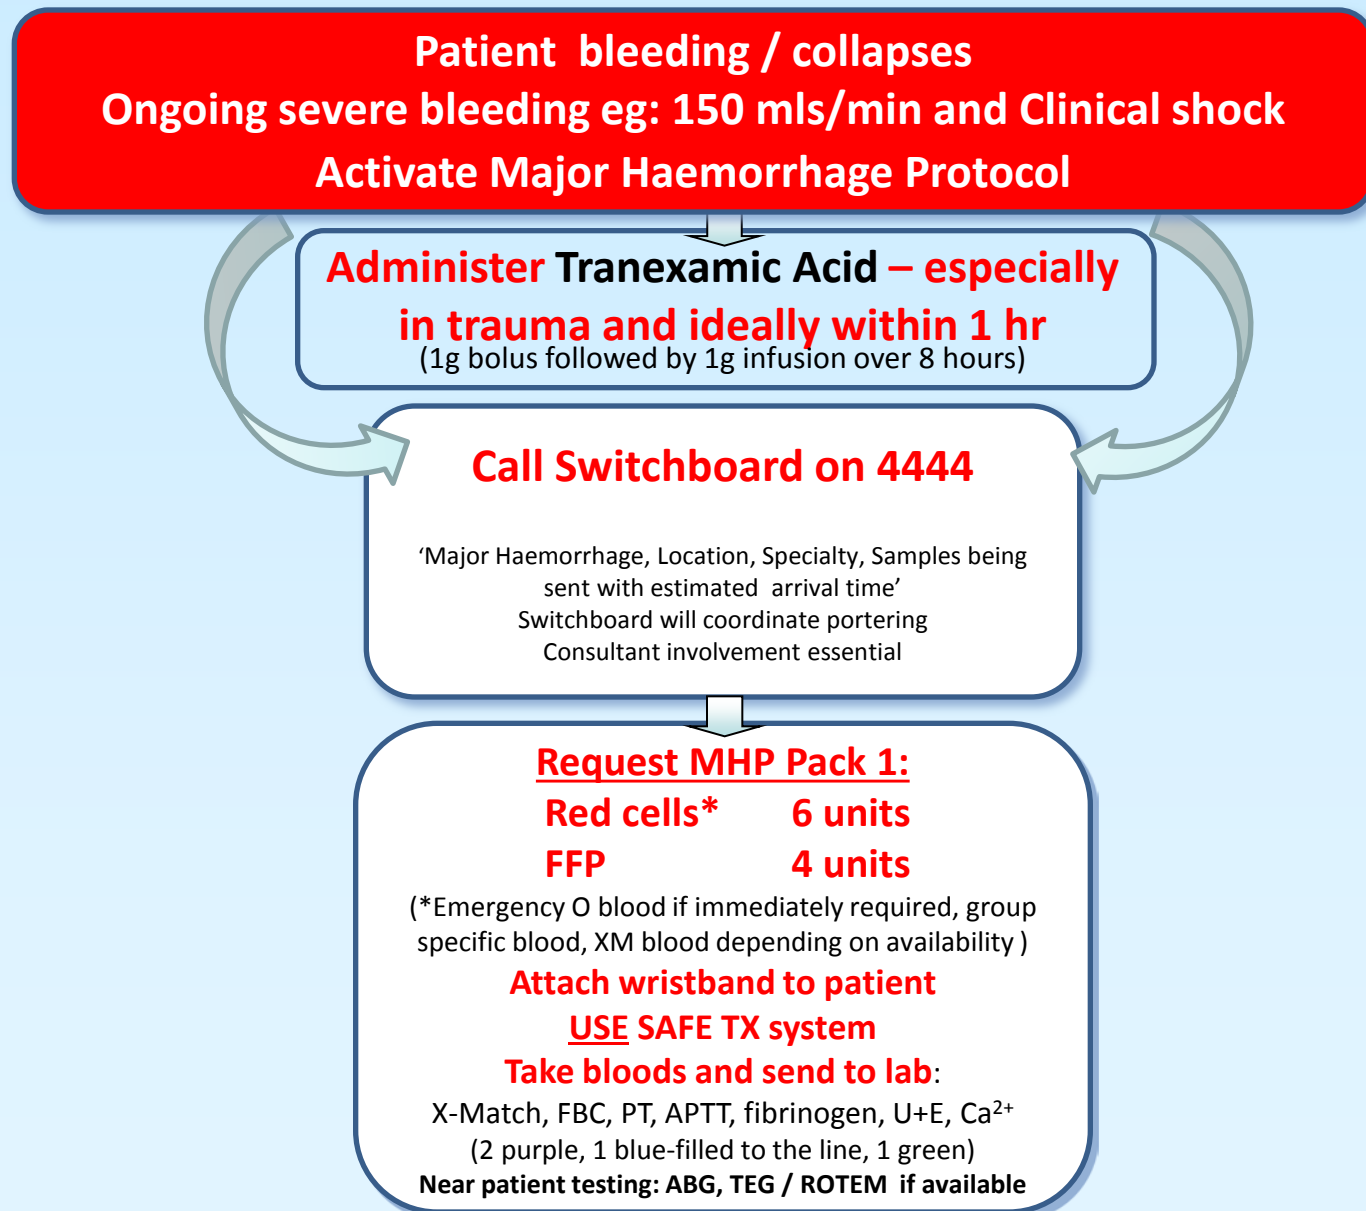 Patient  bleeding / collapses
Ongoing severe bleeding eg: 150 mls/min and Clinical shock
Activate Major Haemorrhage Protocol
Administer Tranexamic Acid – especially
in trauma and ideally within 1 hr
(1g bolus followed by 1g infusion over 8 hours)
Call Switchboard on 4444
‘Major Haemorrhage, Location, Specialty, Samples being
sent with estimated  arrival time’
Switchboard will coordinate portering
Consultant involvement essential
Request MHP Pack 1:
Red cells*	6 units
FFP	4 units
(*Emergency O blood if immediately required, group
specific blood, XM blood depending on availability )
Attach wristband to patient
USE SAFE TX system
Take bloods and send to lab:
X-Match, FBC, PT, APTT, fibrinogen, U+E, Ca²⁺
(2 purple, 1 blue-filled to the line, 1 green)
Near patient testing: ABG, TEG / ROTEM  if available